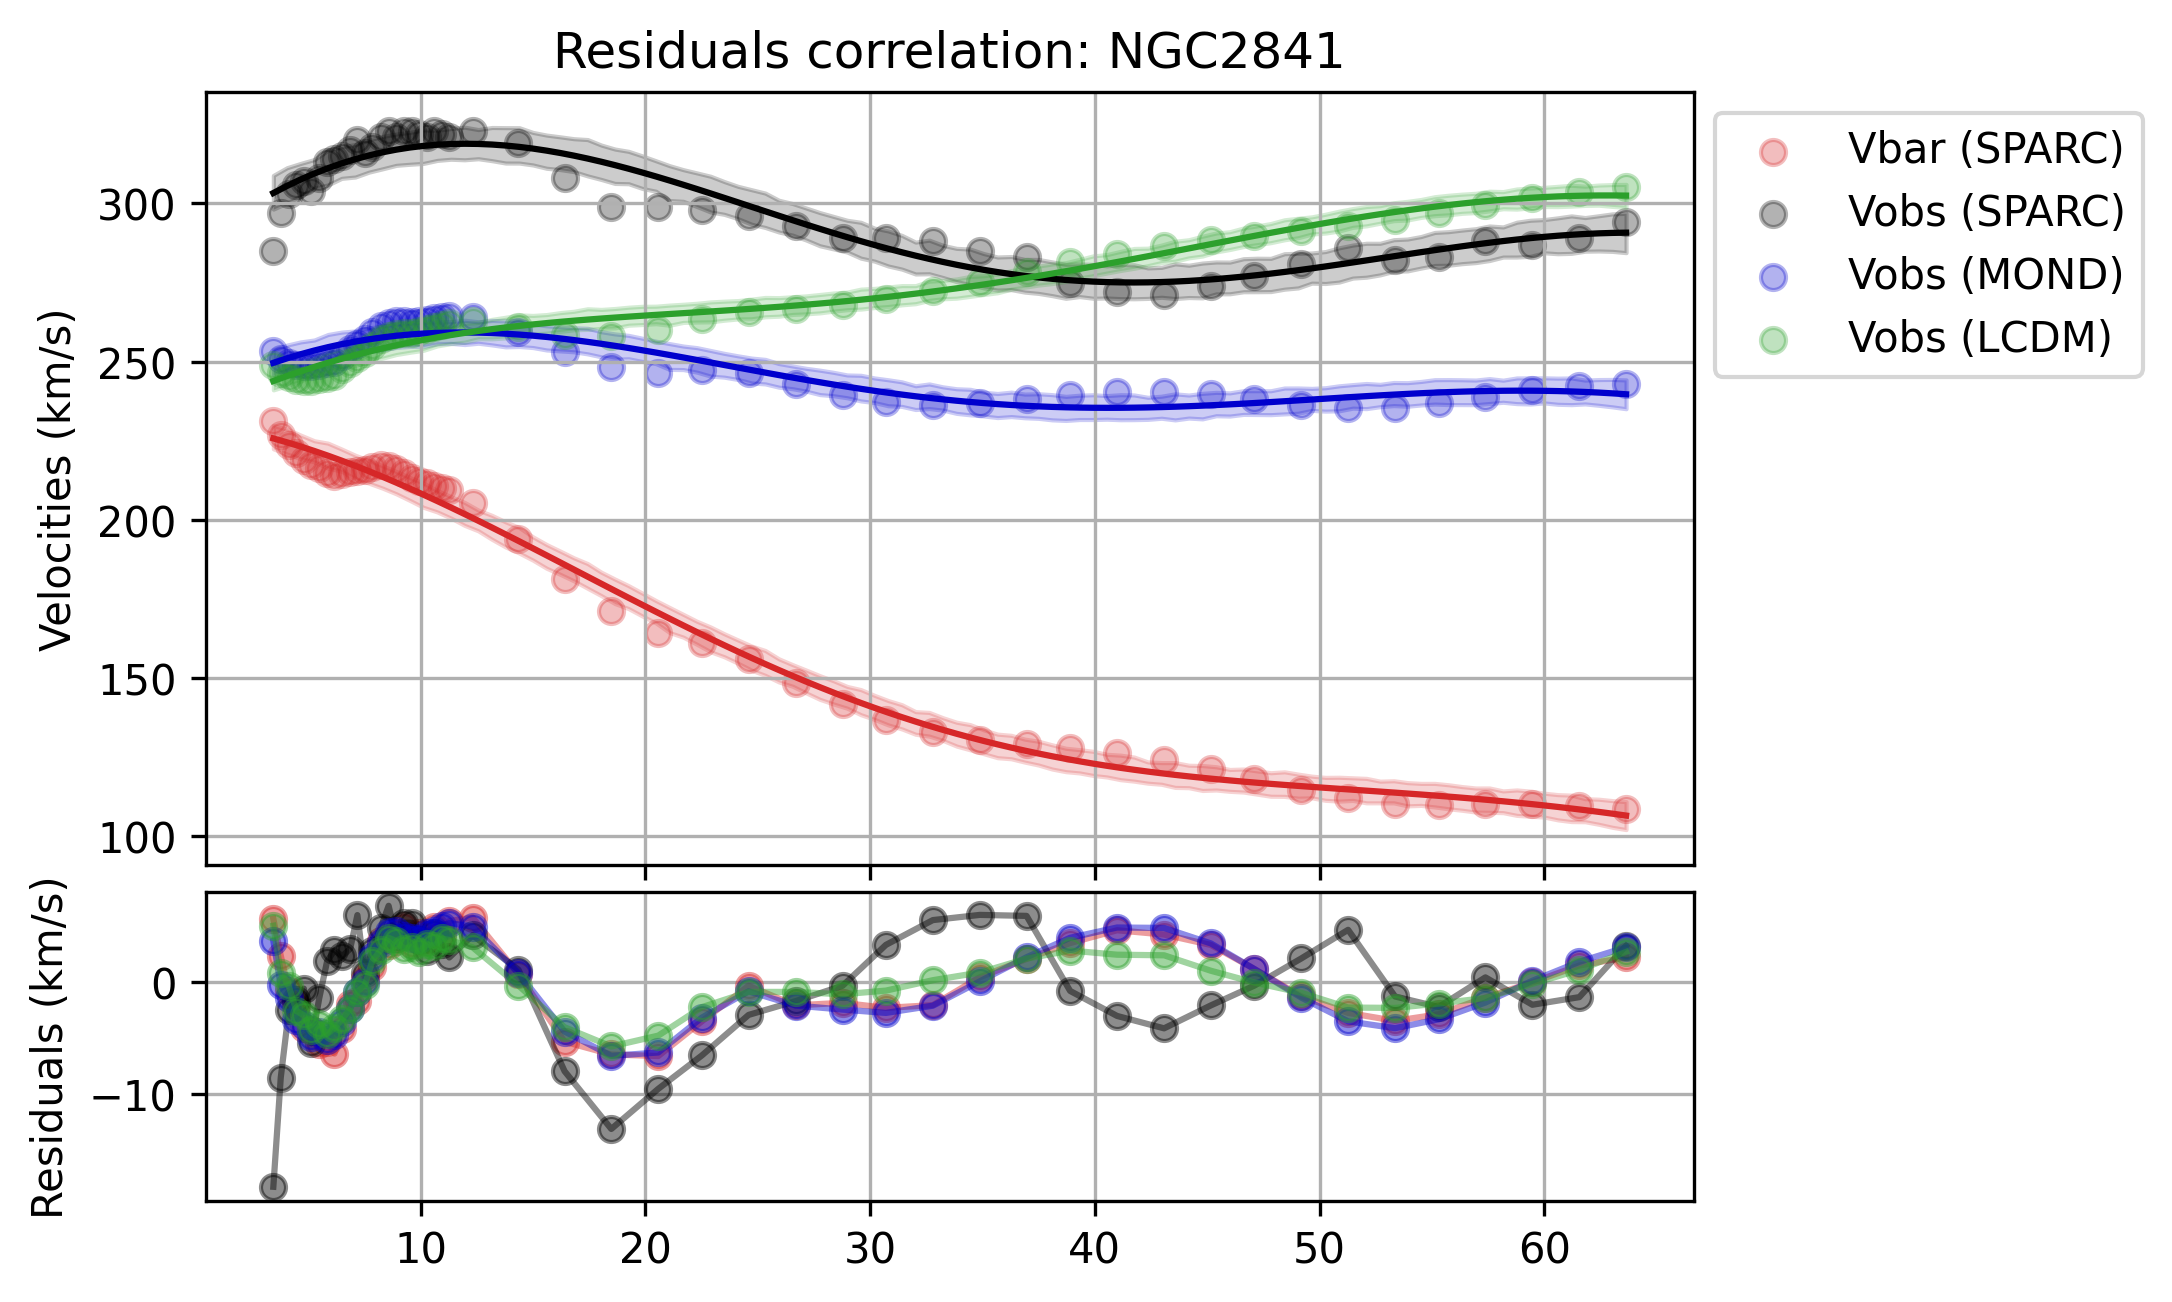 Residuals correlation: NGC2841
Velocities (km/s)
300
250
200
150
100
Vbar (SPARC)
Vobs (SPARC)
Vobs (MOND)
Vobs (LCDM)
Residuals (km/s)
0
−10
10
20
30
40
50
60